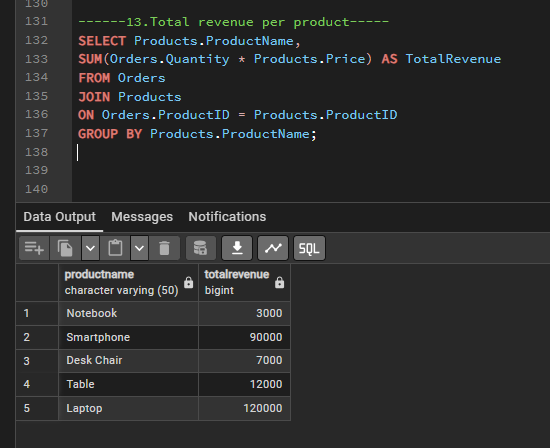 130
131 ------13.Total revenue per product-----
132 SELECT Products.ProductName,
133 SUM(Orders.Quantity * Products.Price) AS TotalRevenue
134 FROM Orders
135 JOIN Products
136 ON Orders.ProductID = Products.ProductID
137 GROUP BY Products.ProductName;
138
139
140
Data Output Messages Notifications
SQL
productname totalrevenue
character varying (50) bigint
1 Notebook 3000
2 Smartphone 90000
3 Desk Chair 7000
4 Table 12000
5 Laptop 120000